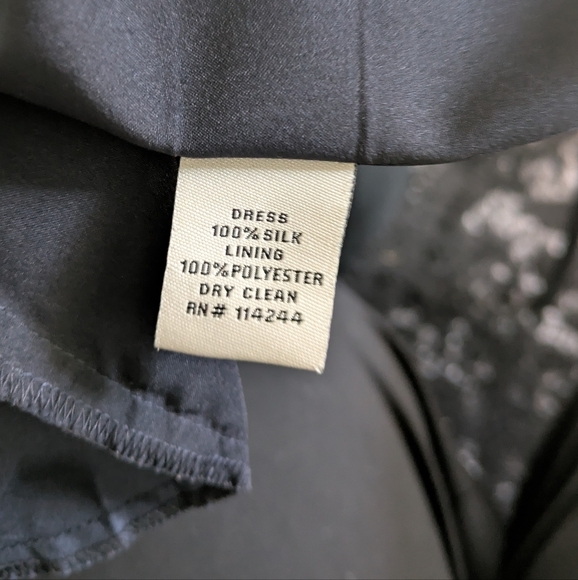 DRESS
100% SILK
LINING
100% POLYESTER
DRY CLEAN
RN# 114244